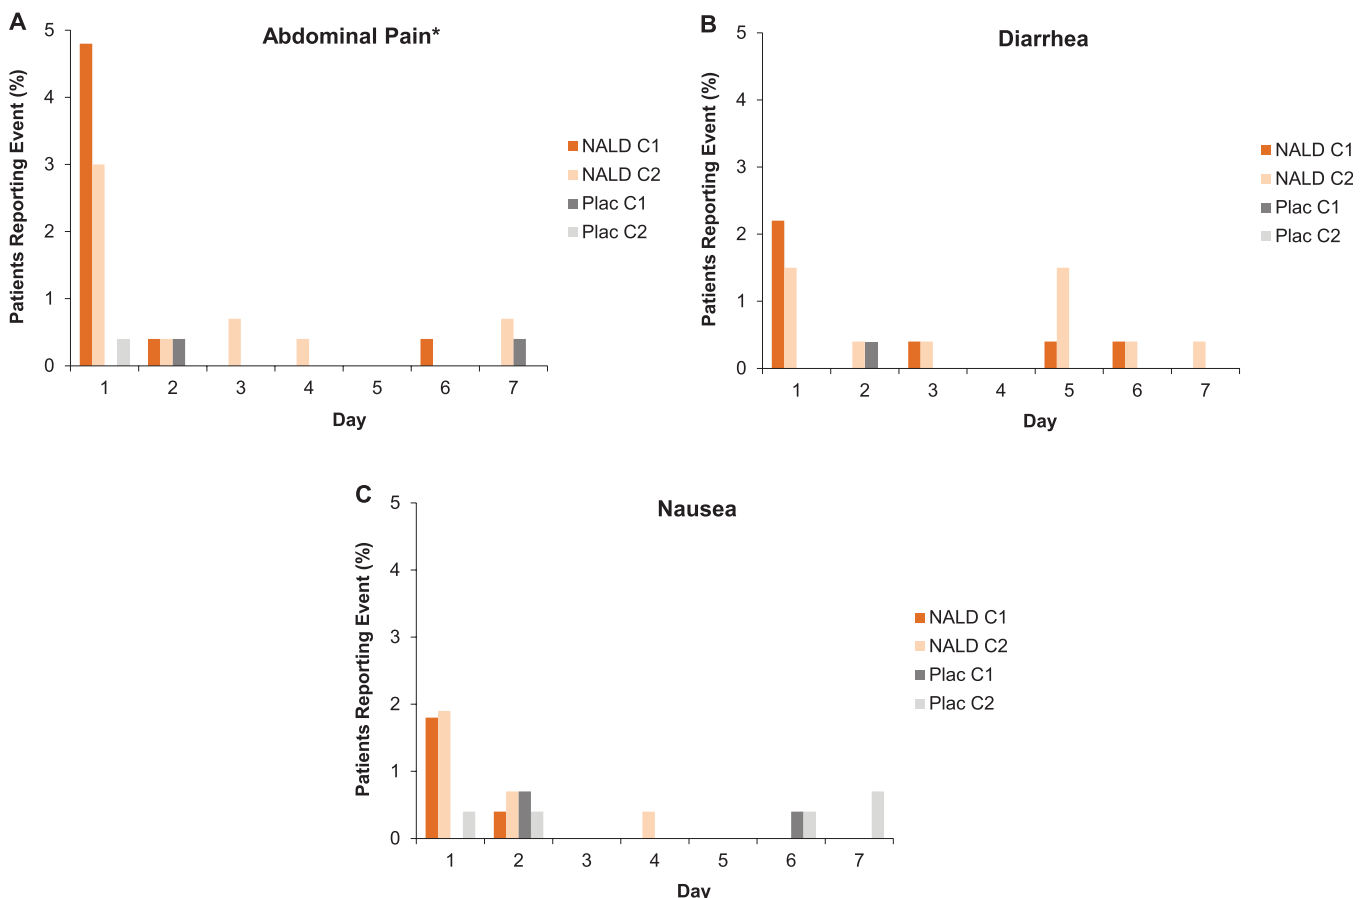 A
Abdominal Pain*
Patients Reporting Event (%)
5
4
3
2
1
0
1 2 3 4 5 6 7
Day
NALD C1
NALD C2
Plac C1
Plac C2
B
Diarrhea
Patients Reporting Event (%)
5
4
3
2
1
0
1 2 3 4 5 6 7
Day
NALD C1
NALD C2
Plac C1
Plac C2
C
Nausea
Patients Reporting Event (%)
5
4
3
2
1
0
1 2 3 4 5 6 7
Day
NALD C1
NALD C2
Plac C1
Plac C2